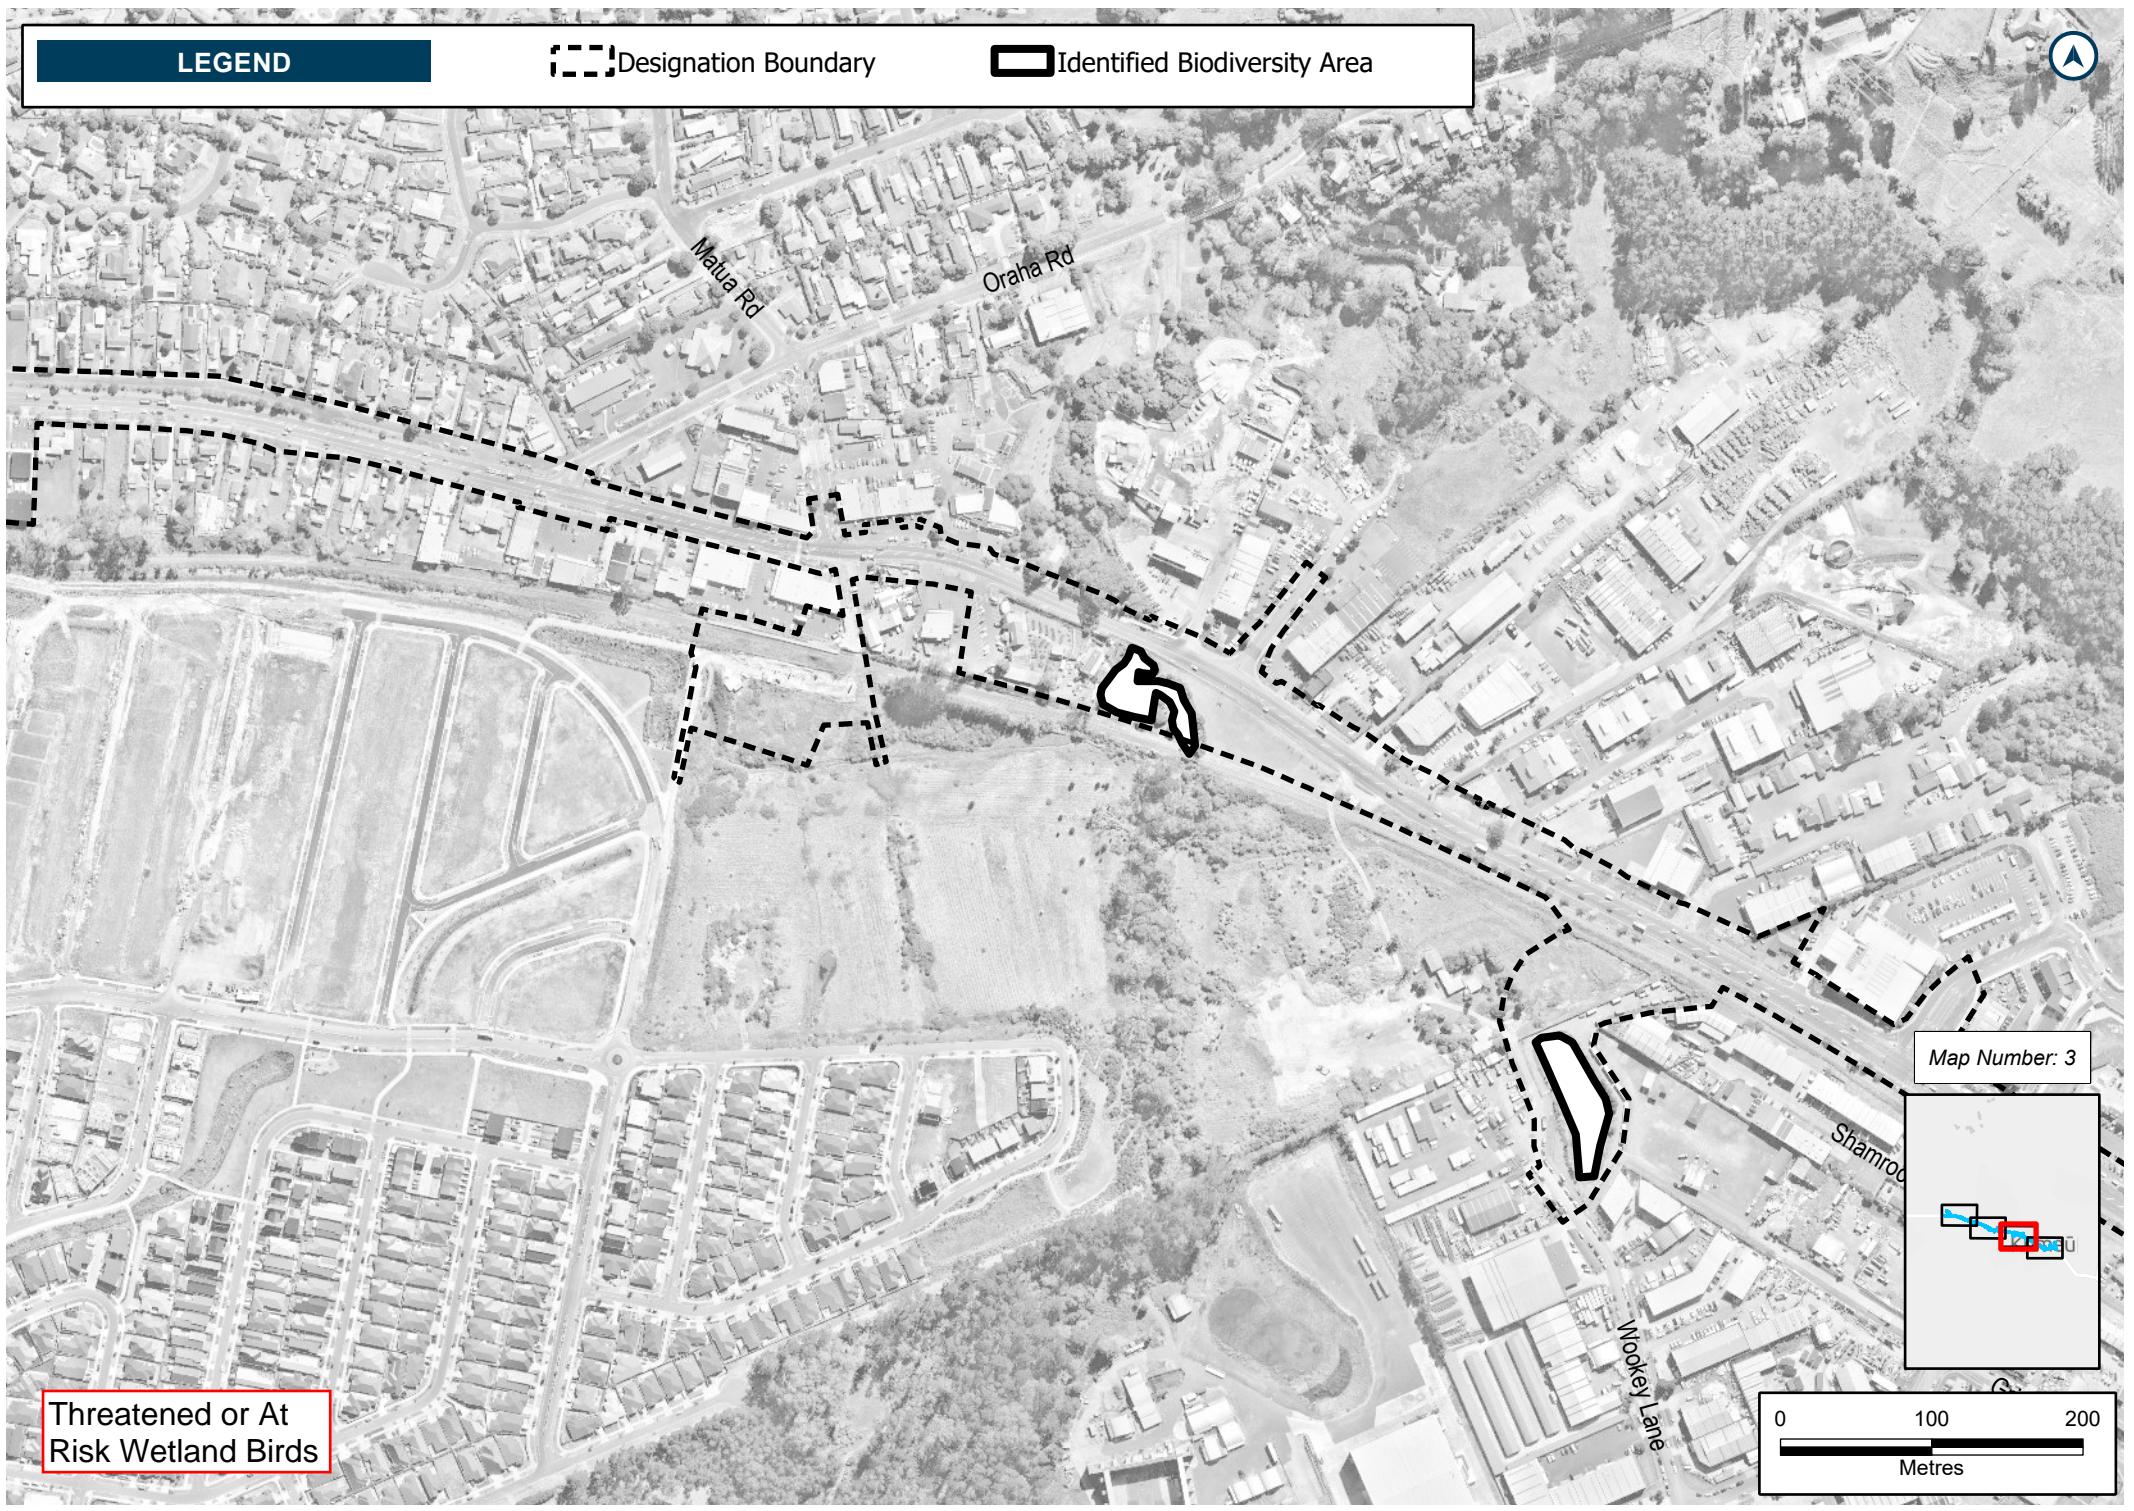 LEGEND
Designation Boundary
Identified Biodiversity Area
Matua Rd
Oraha Rd
Map Number: 3
Shamroc
Wookey Lane
Threatened or At
Risk Wetland Birds
0 100 200
Metres